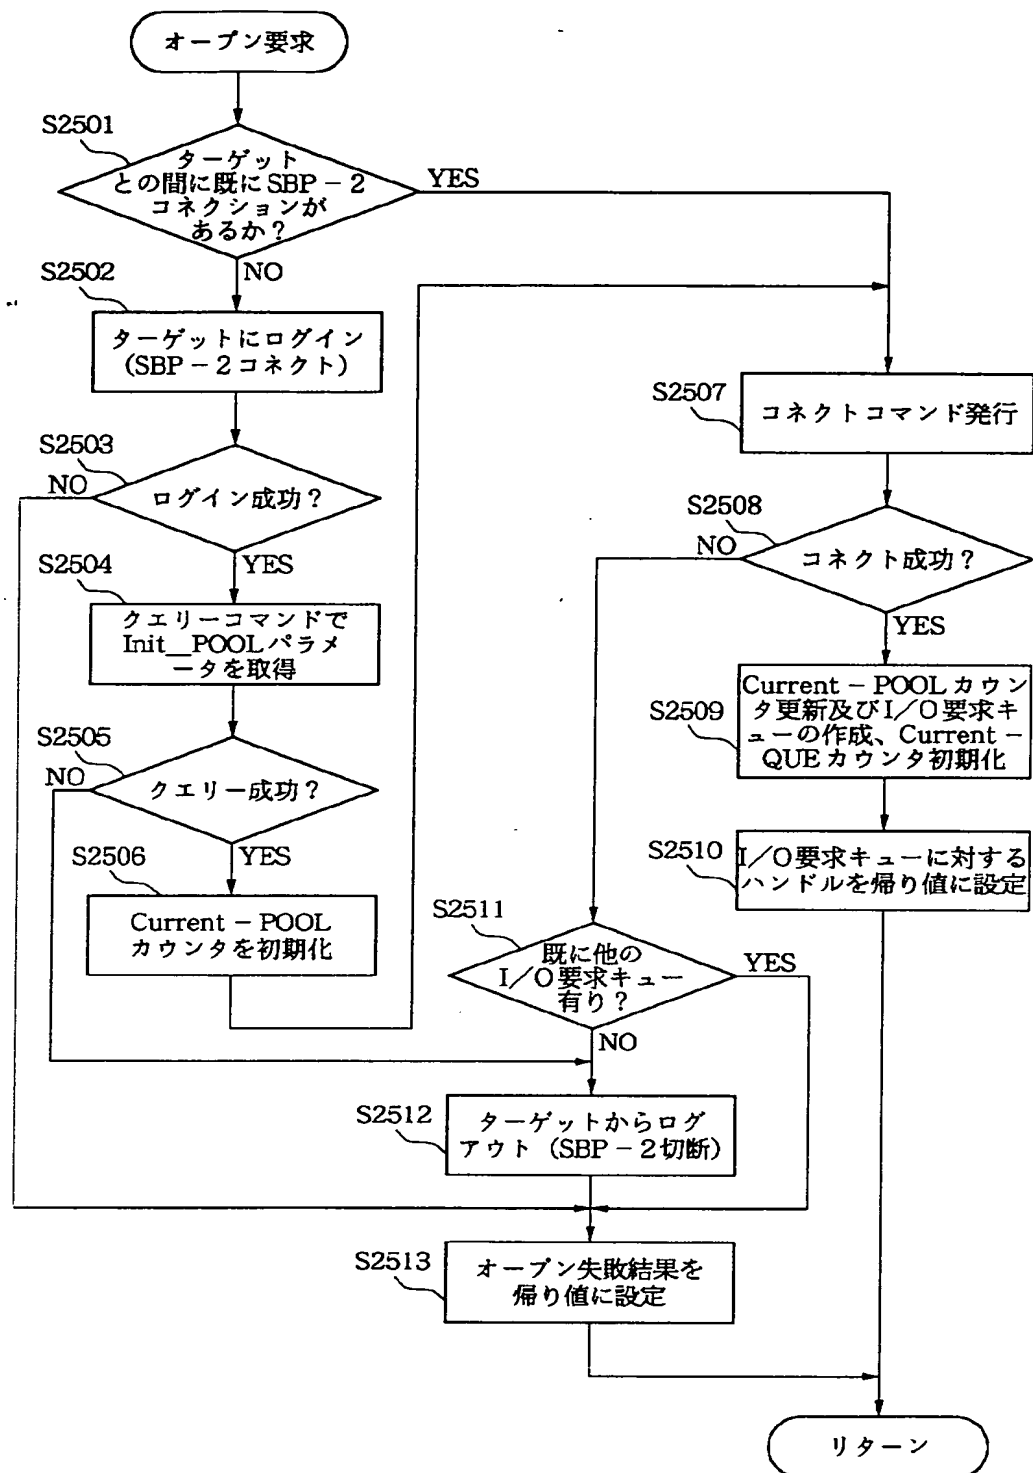 オープン要求
S2501
ターゲット
との間に既にSBP－2
コネクションが
あるか？
YES
NO
S2502
ターゲットにログイン
(SBP－2コネクト)
S2503
NO
ログイン成功？
YES
S2504
クエリーコマンドで
Init__POOLパラメ
ータを取得
S2505
NO
クエリー成功？
YES
S2506
Current－POOL
カウンタを初期化
S2507
コネクトコマンド発行
S2508
NO
コネクト成功？
YES
S2509
Current－POOLカウン
タ更新及びI／O要求キ
ューの作成、Current－
QUEカウンタ初期化
S2510
I／O要求キューに対する
ハンドルを帰り値に設定
S2511
既に他の
I／O要求キュー
有り？
YES
NO
S2512
ターゲットからログ
アウト（SBP－2切断）
S2513
オープン失敗結果を
帰り値に設定
リターン